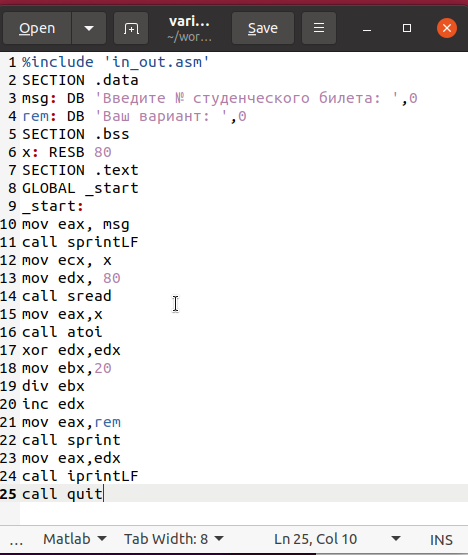 Open
vari...
~/wor...
Save
1 %include 'in_out.asm'
2 SECTION .data
3 msg: DB 'Введите № студенческого билета: ',0
4 rem: DB 'Ваш вариант: ',0
5 SECTION .bss
6 x: RESB 80
7 SECTION .text
8 GLOBAL _start
9 _start:
10 mov eax, msg
11 call sprintLF
12 mov ecx, x
13 mov edx, 80
14 call sread
15 mov eax,x
16 call atoi
17 xor edx,edx
18 mov ebx,20
19 div ebx
20 inc edx
21 mov eax,rem
22 call sprint
23 mov eax,edx
24 call iprintLF
25 call quit
... Matlab Tab Width: 8 Ln 25, Col 10 INS